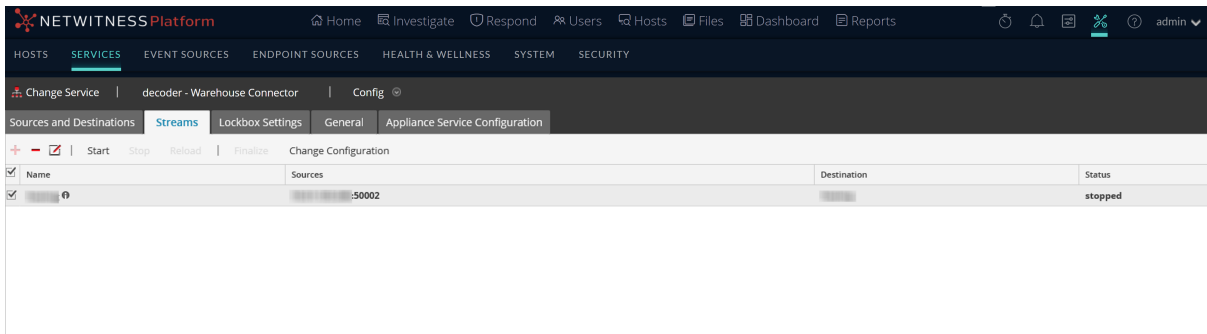 NETWITNESS Platform Home Investigate Respond Users Hosts Files Dashboard Reports admin
HOSTS SERVICES EVENT SOURCES ENDPOINT SOURCES HEALTH & WELLNESS SYSTEM SECURITY
Change Service | decoder - Warehouse Connector | Config
Sources and Destinations Streams Lockbox Settings General Appliance Service Configuration
Start Stop Reload | Finalize Change Configuration
Name Sources Destination Status
:50002 stopped